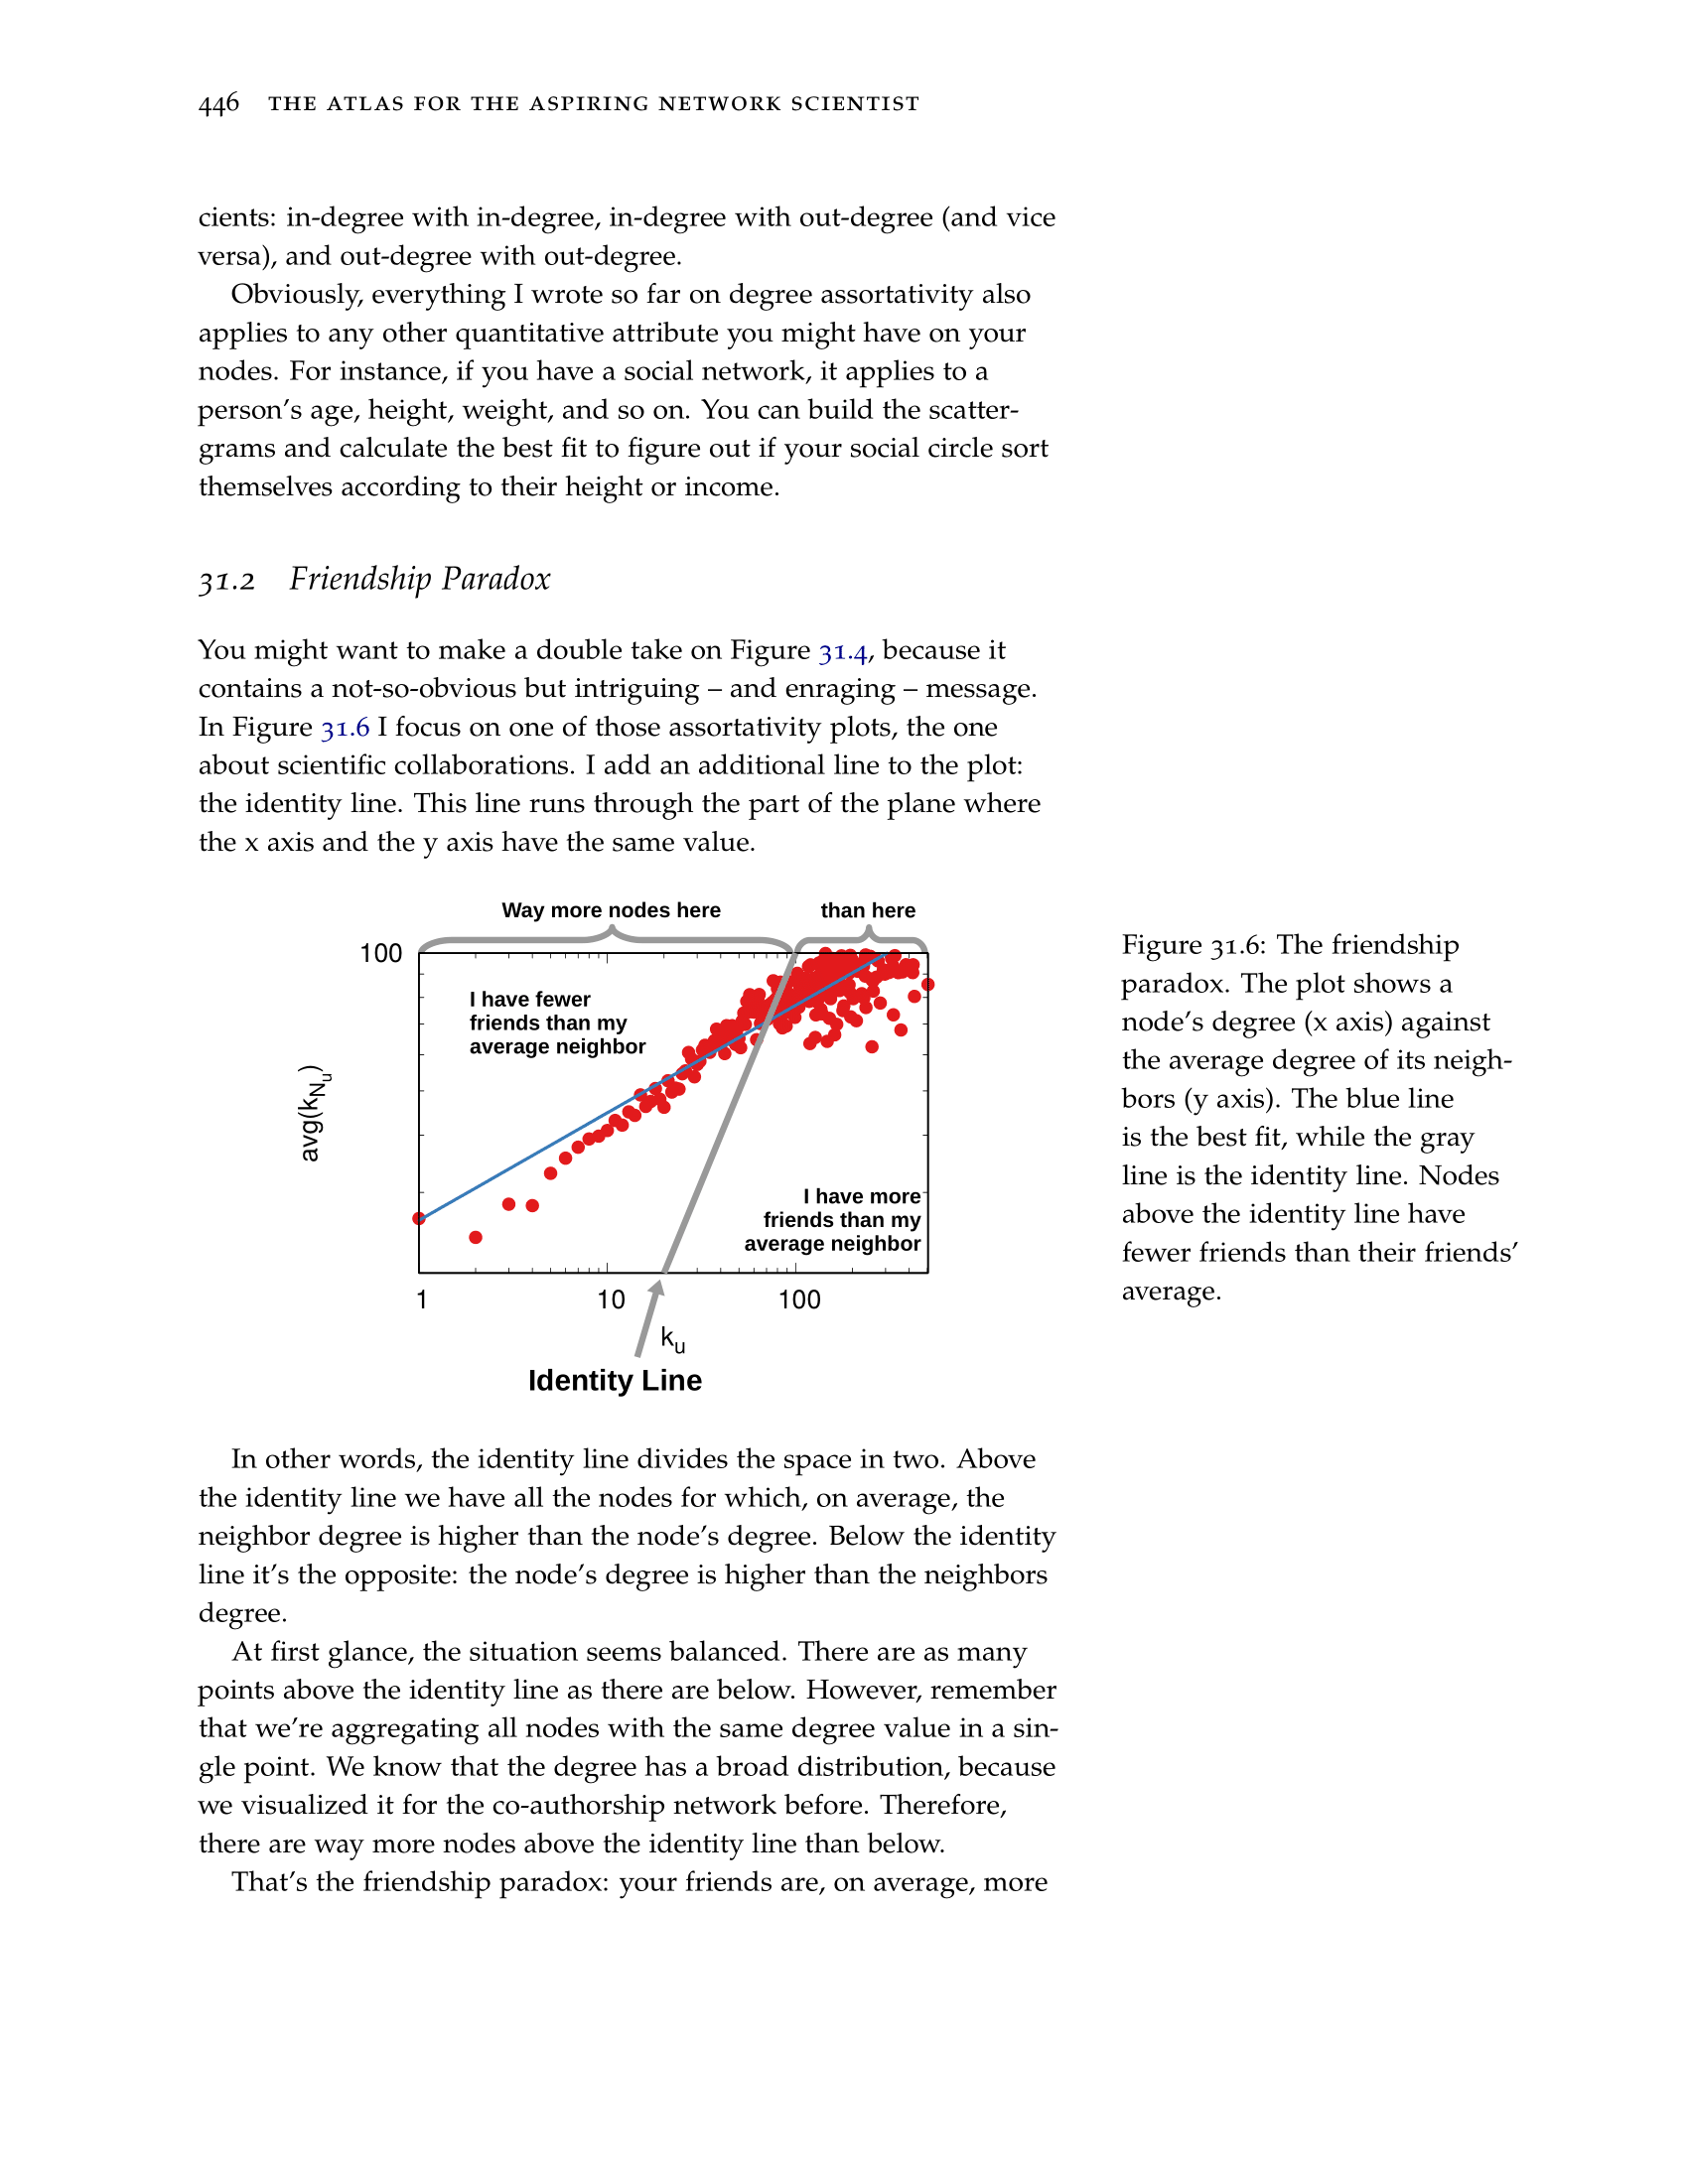 446 THE ATLAS FOR THE ASPIRING NETWORK SCIENTIST
cients: in-degree with in-degree, in-degree with out-degree (and vice
versa), and out-degree with out-degree.
Obviously, everything I wrote so far on degree assortativity also
applies to any other quantitative attribute you might have on your
nodes. For instance, if you have a social network, it applies to a
person's age, height, weight, and so on. You can build the scatter-
grams and calculate the best fit to figure out if your social circle sort
themselves according to their height or income.
31.2 Friendship Paradox
You might want to make a double take on Figure 31.4, because it
contains a not-so-obvious but intriguing – and enraging – message.
In Figure 31.6 I focus on one of those assortativity plots, the one
about scientific collaborations. I add an additional line to the plot:
the identity line. This line runs through the part of the plane where
the x axis and the y axis have the same value.
Way more nodes here
than here
100
I have fewer
friends than my
average neighbor
avg(kNu)
I have more
friends than my
average neighbor
1 10 100
ku
Identity Line
Figure 31.6: The friendship
paradox. The plot shows a
node's degree (x axis) against
the average degree of its neigh-
bors (y axis). The blue line
is the best fit, while the gray
line is the identity line. Nodes
above the identity line have
fewer friends than their friends'
average.
In other words, the identity line divides the space in two. Above
the identity line we have all the nodes for which, on average, the
neighbor degree is higher than the node's degree. Below the identity
line it's the opposite: the node's degree is higher than the neighbors
degree.
At first glance, the situation seems balanced. There are as many
points above the identity line as there are below. However, remember
that we're aggregating all nodes with the same degree value in a sin-
gle point. We know that the degree has a broad distribution, because
we visualized it for the co-authorship network before. Therefore,
there are way more nodes above the identity line than below.
That's the friendship paradox: your friends are, on average, more